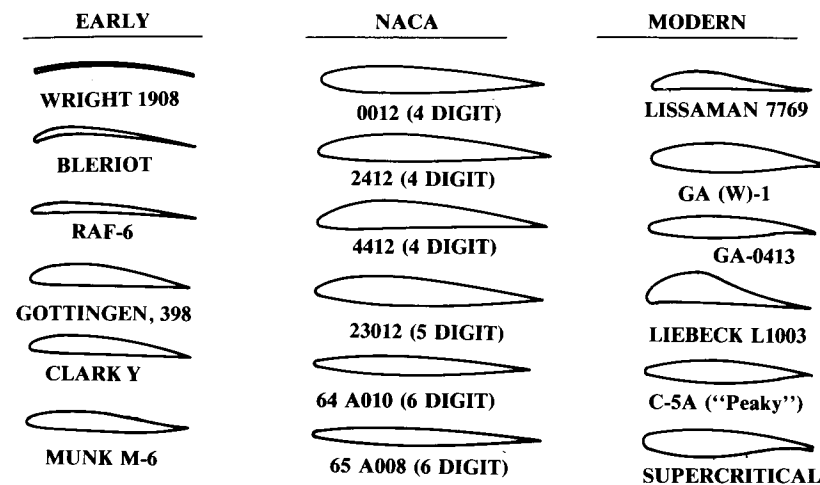 EARLY
WRIGHT 1908
BLERIOT
RAF-6
GOTTINGEN, 398
CLARK Y
MUNK M-6
NACA
0012 (4 DIGIT)
2412 (4 DIGIT)
4412 (4 DIGIT)
23012 (5 DIGIT)
64 A010 (6 DIGIT)
65 A008 (6 DIGIT)
MODERN
LISSAMAN 7769
GA (W)-1
GA-0413
LIEBECK L1003
C-5A (“Peaky”)
SUPERCRITICAL